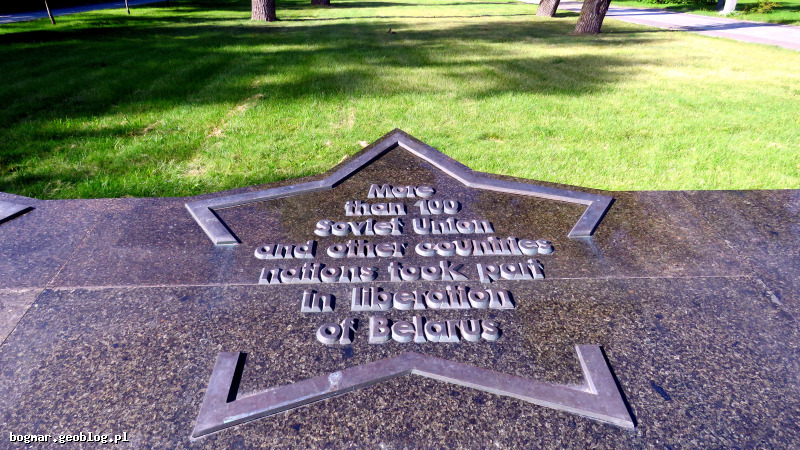 More
than 100
Soviet Union
and other countries
nations took part
in liberation
of Belarus
bogmar.geoblog.pl